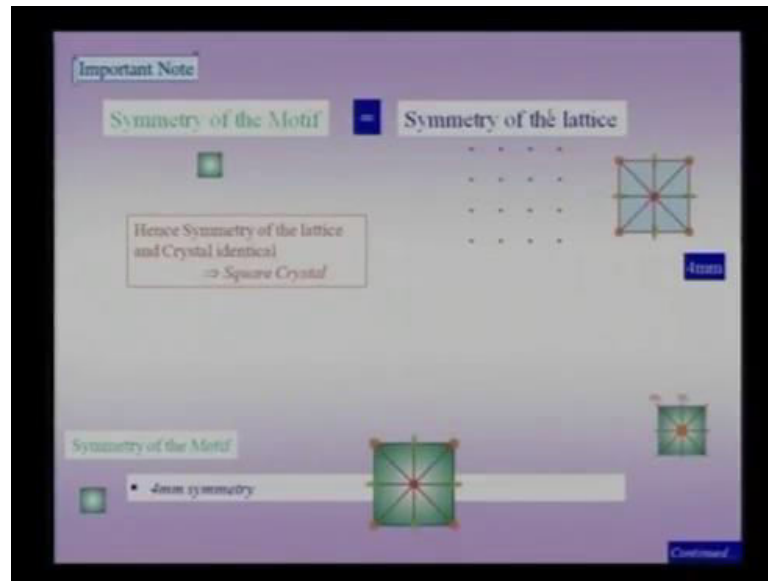 Important Note
Symmetry of the Motif = Symmetry of the lattice
Hence Symmetry of the lattice
and Crystal identical
⇒ Square Crystal
4mm
Symmetry of the Motif
▪ 4mm symmetry
Continued...